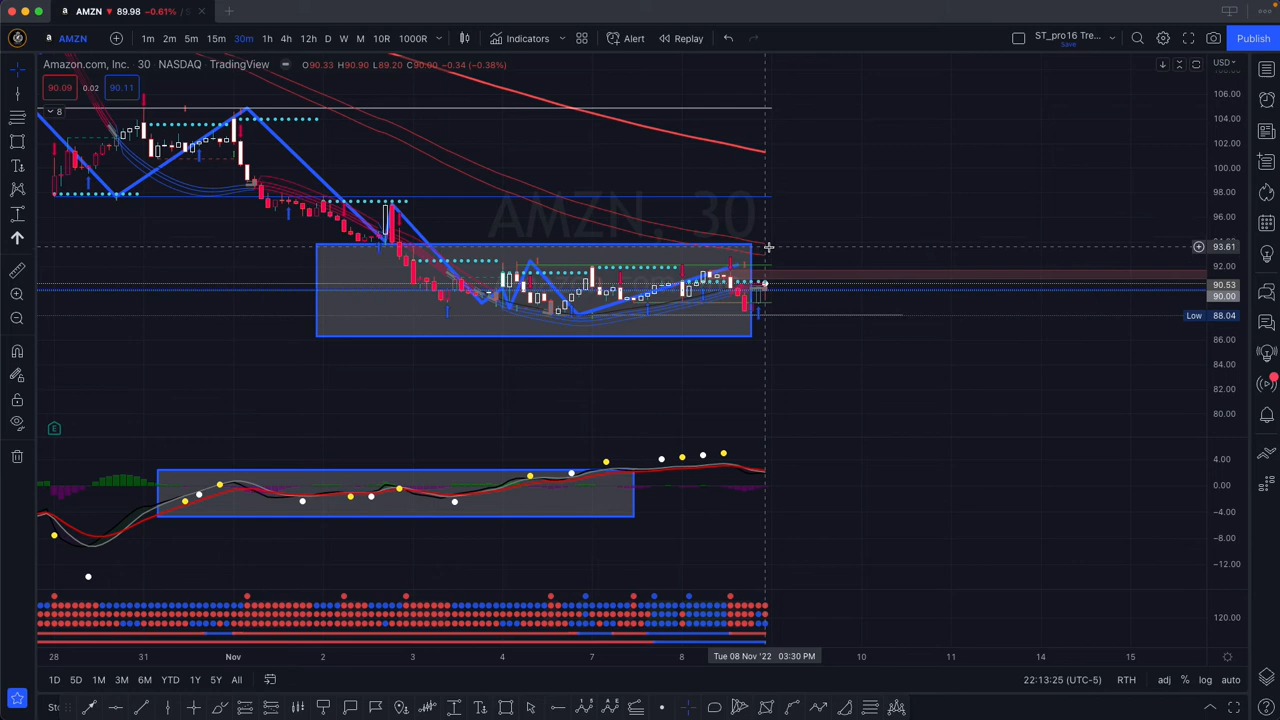 a AMZN ▼ 89.98 −0.61%
a AMZN 1m 2m 5m 15m 30m 1h 4h 12h D W M 10R 1000R Indicators Alert Replay ST_pro16 Tre... Save Publish
Amazon.com, Inc. · 30 · NASDAQ · TradingView O90.33 H90.90 L89.20 C90.00 −0.34 (−0.38%)
USD
90.09 0.02 90.11
8
AMZN, 30
106.00
104.00
102.00
100.00
98.00
96.00
93.61
92.00
90.53
90.00
Low 88.04
86.00
84.00
82.00
80.00
E
4.00
0.00
−4.00
−8.00
−12.00
120.00
28 31 Nov 2 3 4 7 8 Tue 08 Nov '22 03:30 PM 10 11 14 15
1D 5D 1M 3M 6M YTD 1Y 5Y All 22:13:25 (UTC-5) RTH adj % log auto